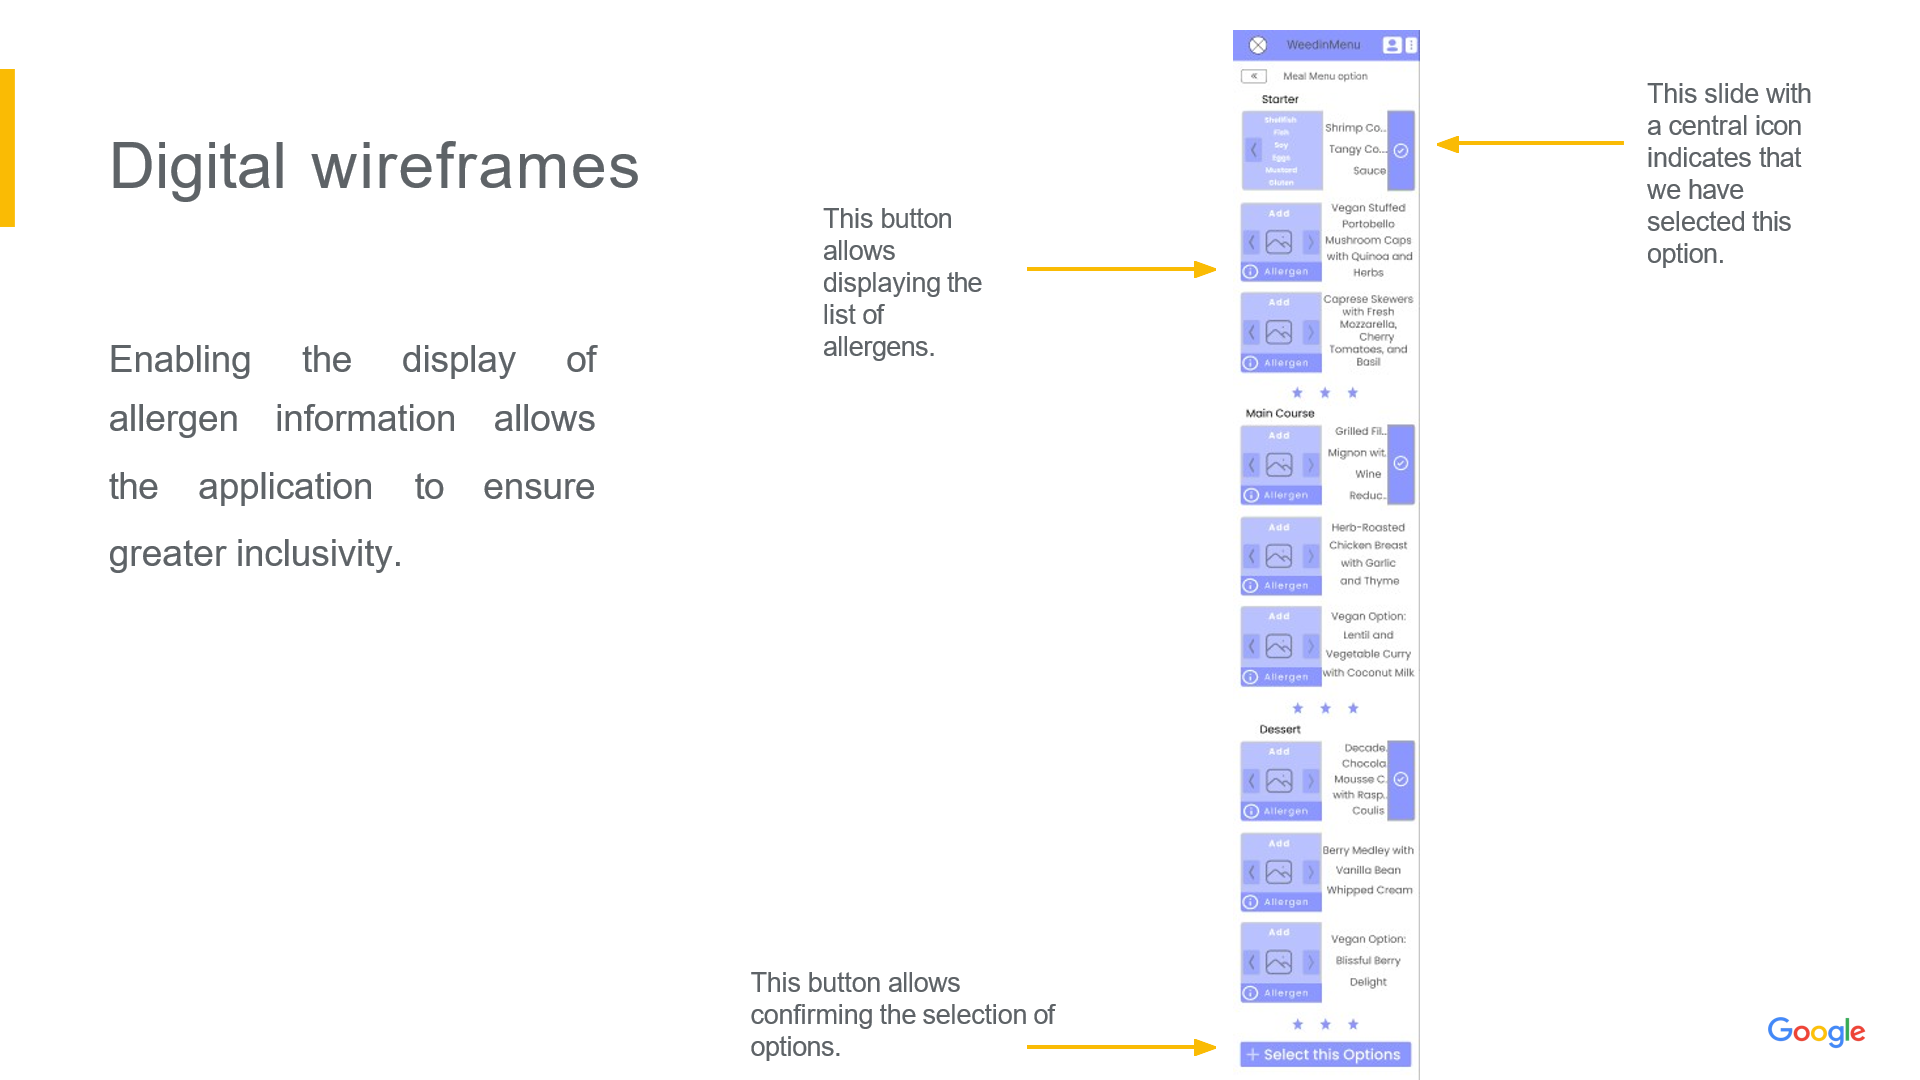 Digital wireframes
Enabling the display of
allergen information allows
the application to ensure
greater inclusivity.
This button
allows
displaying the
list of
allergens.
This button allows
confirming the selection of
options.
WeedinMenu
Meal Menu option
Starter
Shellfish
Fish
Soy
Eggs
Mustard
Gluten
Shrimp Co...
Tangy Co...
Sauce
Add
Allergen
Vegan Stuffed
Portobello
Mushroom Caps
with Quinoa and
Herbs
Add
Allergen
Caprese Skewers
with Fresh
Mozzarella,
Cherry
Tomatoes, and
Basil
Main Course
Add
Allergen
Grilled Fil...
Mignon wit.
Wine
Reduc..
Add
Allergen
Herb-Roasted
Chicken Breast
with Garlic
and Thyme
Add
Allergen
Vegan Option:
Lentil and
Vegetable Curry
with Coconut Milk
Dessert
Add
Allergen
Decade.
Chocola
Mousse C.
with Rasp..
Coulis
Add
Allergen
Berry Medley with
Vanilla Bean
Whipped Cream
Add
Allergen
Vegan Option:
Blissful Berry
Delight
+ Select this Options
This slide with
a central icon
indicates that
we have
selected this
option.
Google